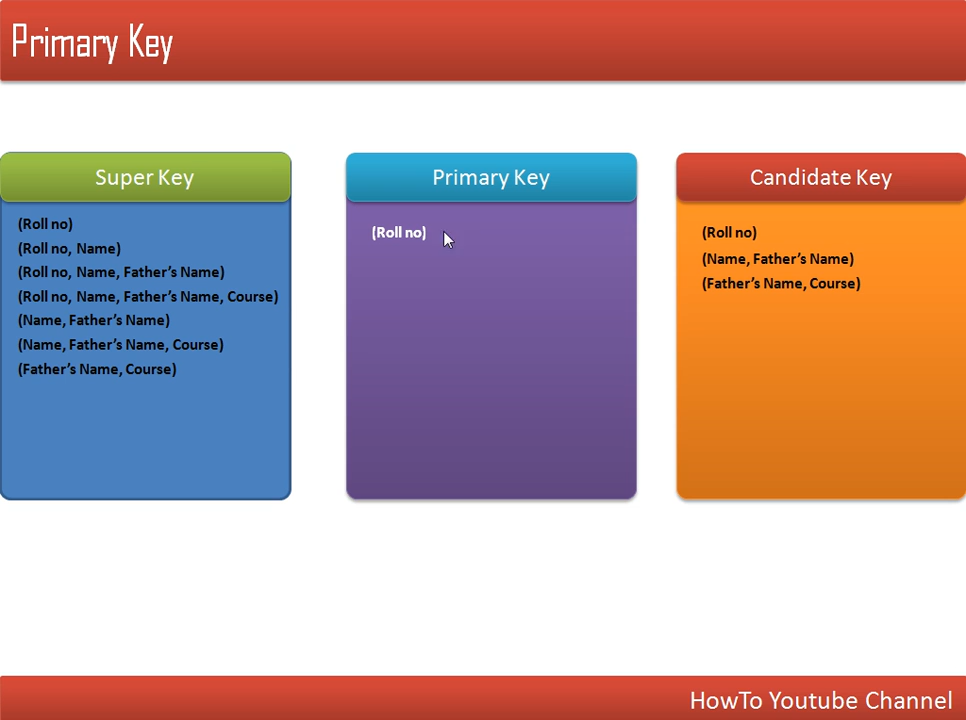 Primary Key
Super Key
(Roll no)
(Roll no, Name)
(Roll no, Name, Father’s Name)
(Roll no, Name, Father’s Name, Course)
(Name, Father’s Name)
(Name, Father’s Name, Course)
(Father’s Name, Course)
Primary Key
(Roll no)
Candidate Key
(Roll no)
(Name, Father’s Name)
(Father’s Name, Course)
HowTo Youtube Channel